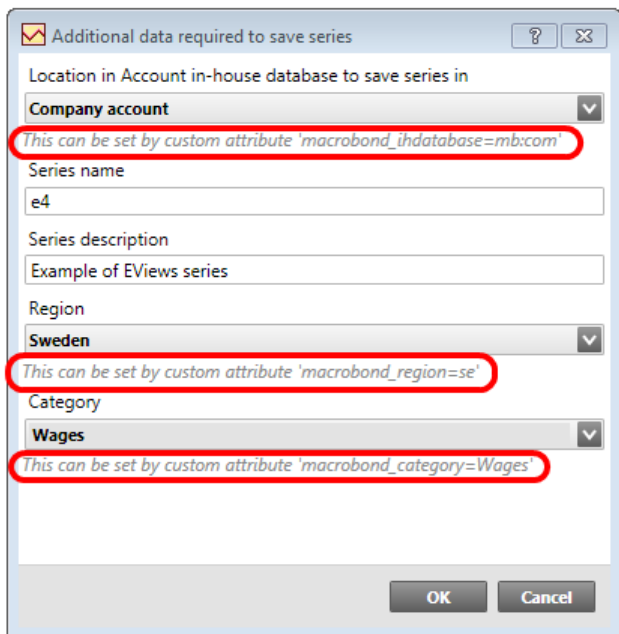 Additional data required to save series
Location in Account in-house database to save series in
Company account
This can be set by custom attribute 'macrobond_ihdatabase=mb:com'
Series name
e4
Series description
Example of EViews series
Region
Sweden
This can be set by custom attribute 'macrobond_region=se'
Category
Wages
This can be set by custom attribute 'macrobond_category=Wages'
OK Cancel